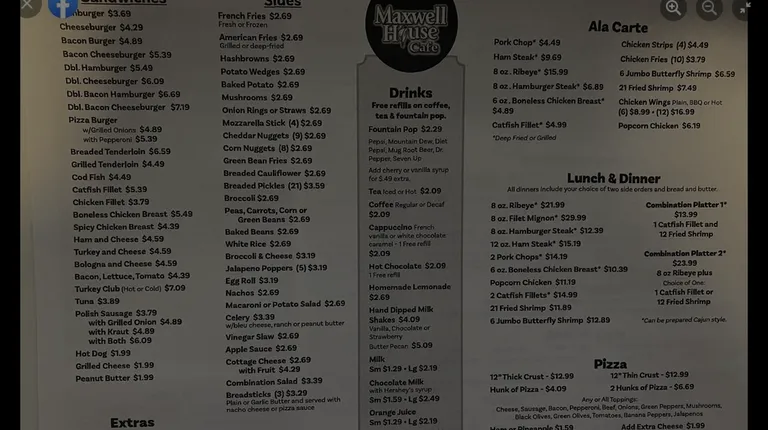 Sandwiches
Hamburger $3.69
Cheeseburger $4.29
Bacon Burger $4.89
Bacon Cheeseburger $5.39
Dbl. Hamburger $5.49
Dbl. Cheeseburger $6.09
Dbl. Bacon Hamburger $6.69
Dbl. Bacon Cheeseburger $7.19
Pizza Burger
w/Grilled Onions $4.89
with Pepperoni $5.39
Breaded Tenderloin $6.59
Grilled Tenderloin $4.49
Cod Fish $4.49
Catfish Fillet $5.39
Chicken Fillet $3.79
Boneless Chicken Breast $5.49
Spicy Chicken Breast $4.39
Ham and Cheese $4.59
Turkey and Cheese $4.59
Bologna and Cheese $4.59
Bacon, Lettuce, Tomato $4.39
Turkey Club (Hot or Cold) $7.09
Tuna $3.89
Polish Sausage $3.79
with Grilled Onion $4.89
with Kraut $4.89
with Both $6.09
Hot Dog $1.99
Grilled Cheese $1.99
Peanut Butter $1.99
Extras
Sides
French Fries $2.69
Fresh or Frozen
American Fries $2.69
Grilled or deep-fried
Hashbrowns $2.69
Potato Wedges $2.69
Baked Potato $2.69
Mushrooms $2.69
Onion Rings or Straws $2.69
Mozzarella Stick (4) $2.69
Cheddar Nuggets (9) $2.69
Corn Nuggets (8) $2.69
Green Bean Fries $2.69
Breaded Cauliflower $2.69
Breaded Pickles (21) $3.59
Broccoli $2.69
Peas, Carrots, Corn or
Green Beans $2.69
Baked Beans $2.69
White Rice $2.69
Broccoli & Cheese $3.19
Jalapeno Poppers (5) $3.19
Egg Roll $3.19
Nachos $2.69
Macaroni or Potato Salad $2.69
Celery $3.39
w/bleu cheese, ranch or peanut butter
Vinegar Slaw $2.69
Apple Sauce $2.69
Cottage Cheese $2.69
with Fruit $4.29
Combination Salad $3.39
Breadsticks (3) $3.29
Plain or Garlic Butter and served with
nacho cheese or pizza sauce
Maxwell
House
Cafe
Drinks
Free refills on coffee,
tea & fountain pop.
Fountain Pop $2.29
Pepsi, Mountain Dew, Diet
Pepsi, Mug Root Beer, Dr.
Pepper, Seven Up
Add cherry or vanilla syrup
for $.49 extra.
Tea Iced or Hot $2.09
Coffee Regular or Decaf
$2.09
Cappuccino French
vanilla or white chocolate
caramel - 1 Free refill
$2.09
Hot Chocolate $2.09
1 Free refill
Homemade Lemonade
$2.69
Hand Dipped Milk
Shakes $4.09
Vanilla, Chocolate or
Strawberry
Butter Pecan $5.09
Milk
Sm $1.29 • Lg $2.19
Chocolate Milk
with Hershey's syrup
Sm $1.59 • Lg $2.49
Orange Juice
Sm $1.29 • Lg $2.19
Ala Carte
Pork Chop* $4.49
Ham Steak* $9.69
8 oz. Ribeye* $15.99
8 oz. Hamburger Steak* $6.89
6 oz. Boneless Chicken Breast*
$4.89
Catfish Fillet* $4.99
*Deep Fried or Grilled
Chicken Strips (4) $4.49
Chicken Fries (10) $3.79
6 Jumbo Butterfly Shrimp $6.59
21 Fried Shrimp $7.49
Chicken Wings Plain, BBQ or Hot
(6) $8.99 • (12) $16.99
Popcorn Chicken $6.19
Lunch & Dinner
All dinners include your choice of two side orders and bread and butter.
8 oz. Ribeye* $21.99
8 oz. Filet Mignon* $29.99
8 oz. Hamburger Steak* $12.39
12 oz. Ham Steak* $15.19
2 Pork Chops* $14.19
6 oz. Boneless Chicken Breast* $10.39
Popcorn Chicken $11.19
2 Catfish Fillets* $14.99
21 Fried Shrimp $11.89
6 Jumbo Butterfly Shrimp $12.89
Combination Platter 1*
$13.99
1 Catfish Fillet and
12 Fried Shrimp
Combination Platter 2*
$23.99
8 oz Ribeye plus
Choice of One:
1 Catfish Fillet or
12 Fried Shrimp
*Can be prepared Cajun style.
Pizza
12" Thick Crust - $12.99
12" Thin Crust - $12.99
Hunk of Pizza - $4.09
2 Hunks of Pizza - $6.69
Any or All Toppings:
Cheese, Sausage, Bacon, Pepperoni, Beef, Onions, Green Peppers, Mushrooms,
Black Olives, Green Olives, Tomatoes, Banana Peppers, Jalapenos
Ham or Pineapple $1.59
Add Extra Cheese $1.99